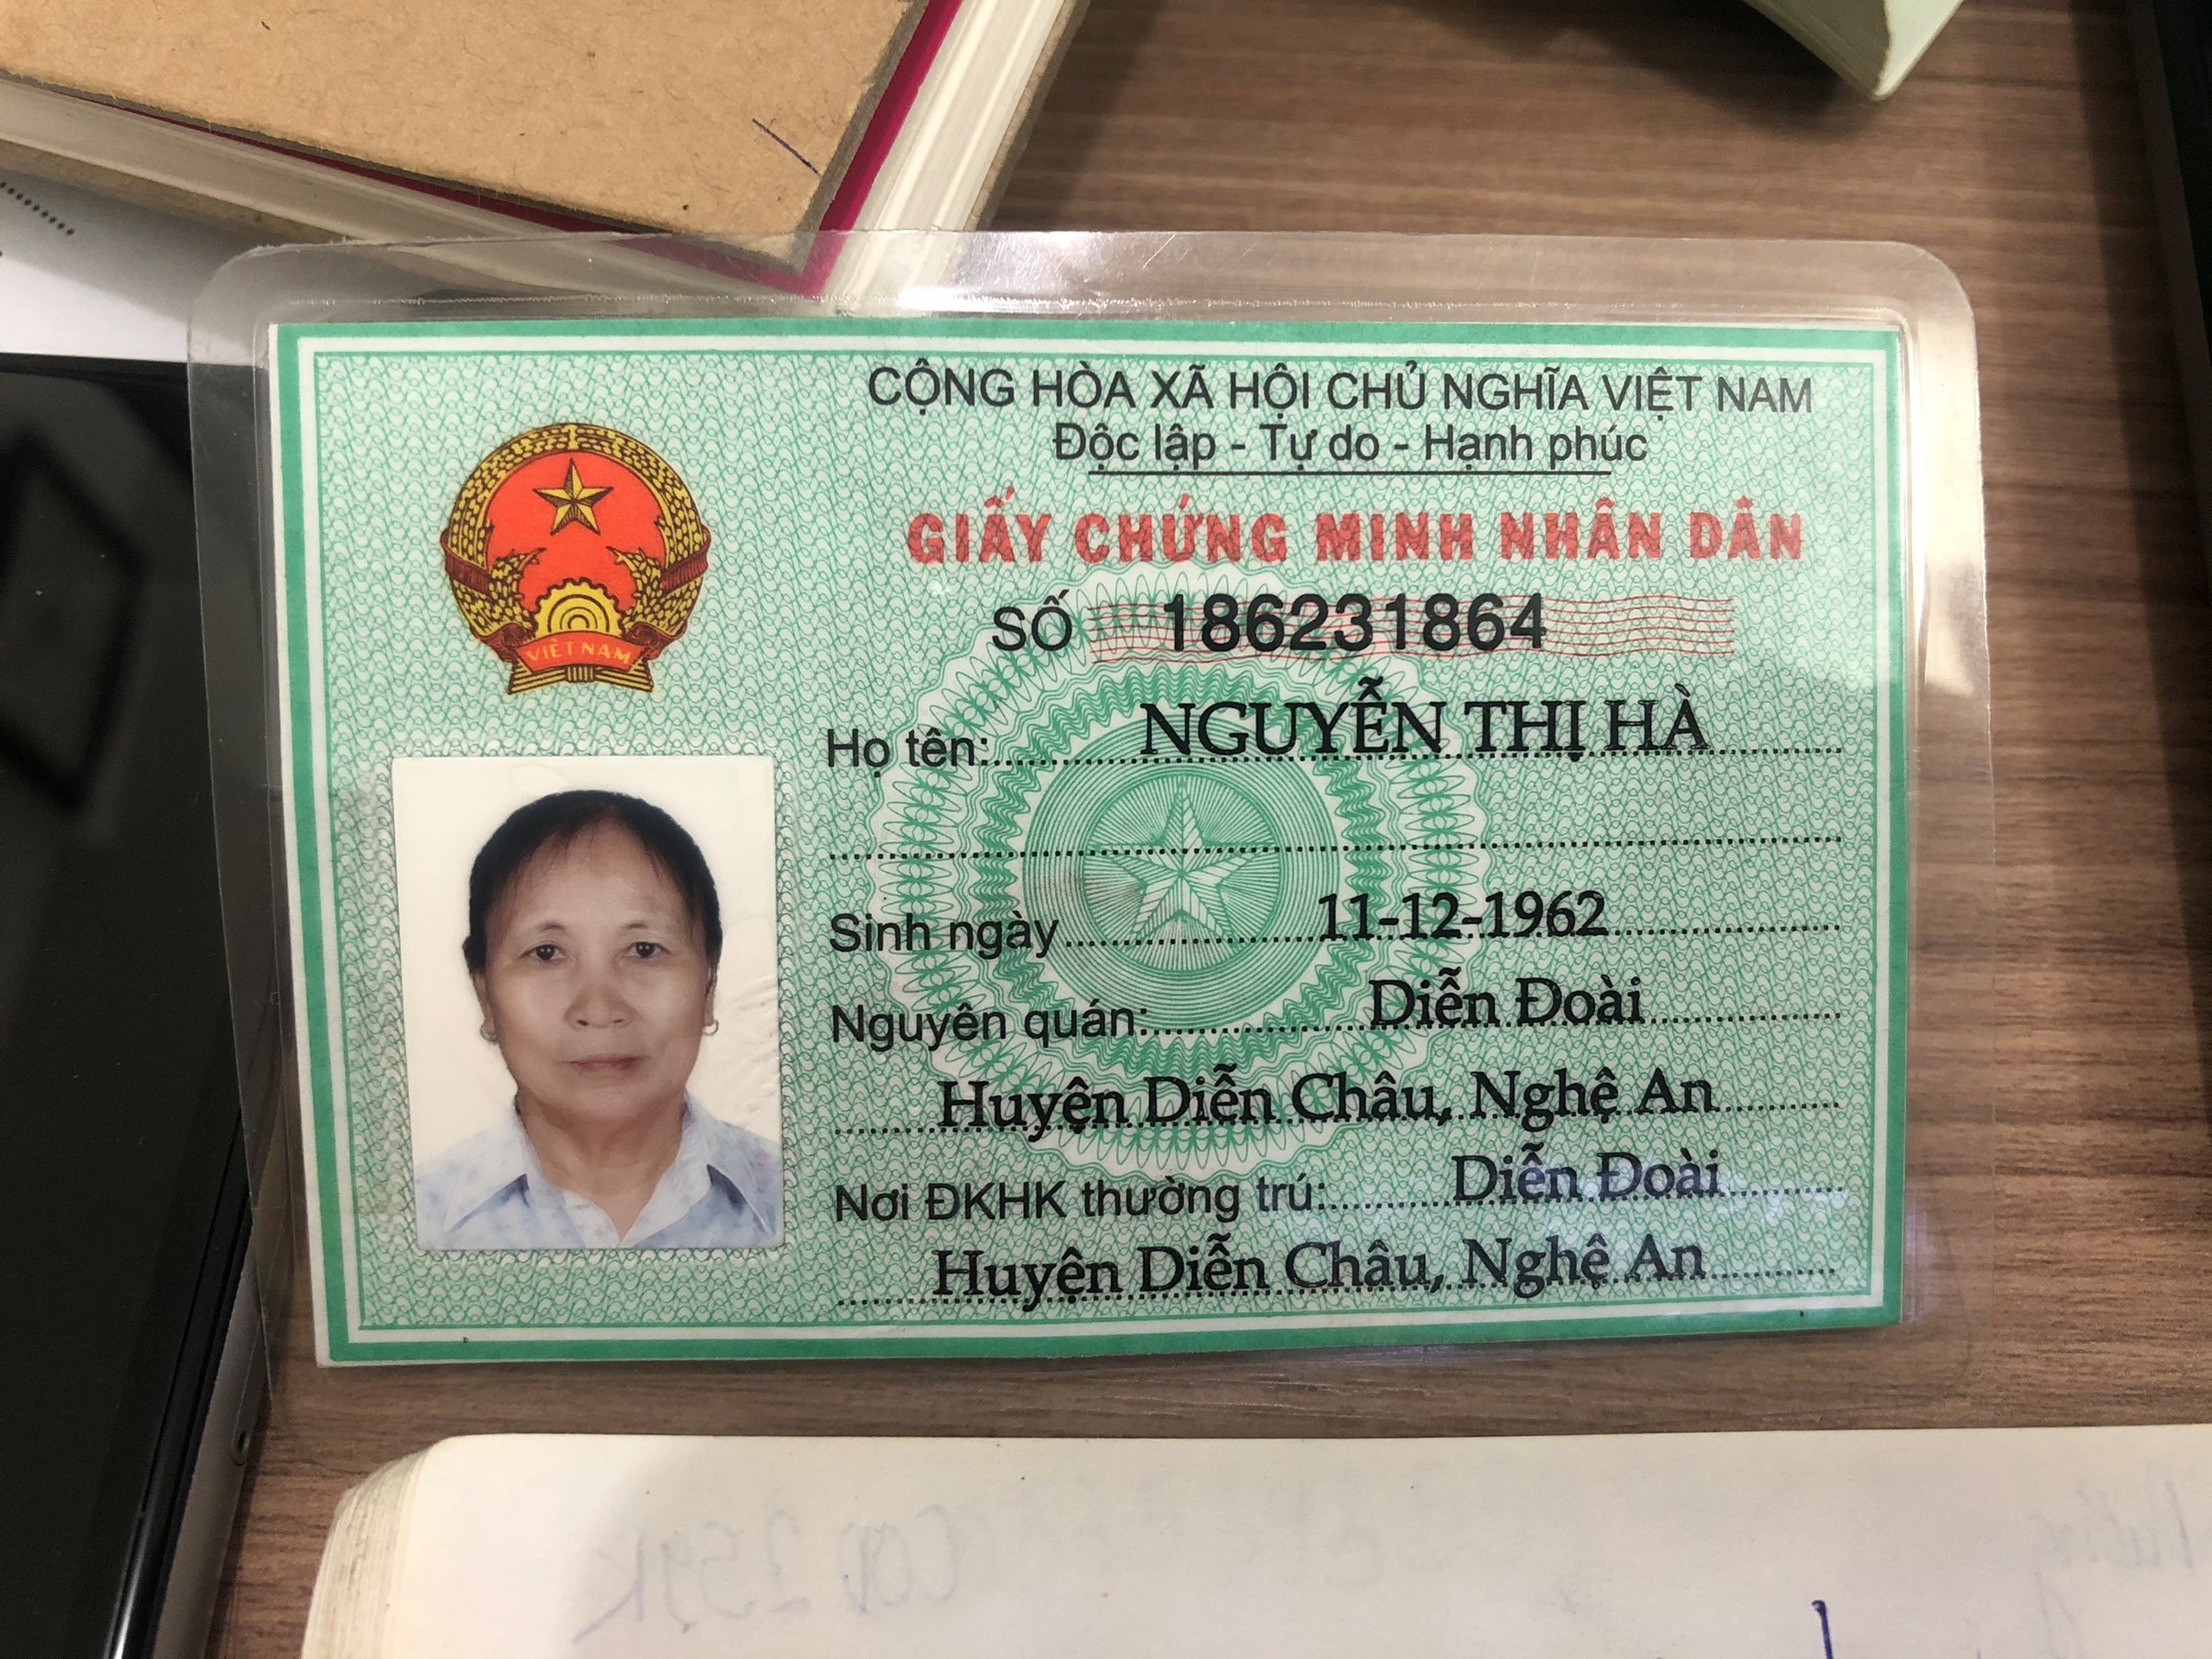 CỘNG HÒA XÃ HỘI CHỦ NGHĨA VIỆT NAM
Độc lập - Tự do - Hạnh phúc
GIẤY CHỨNG MINH NHÂN DÂN
SỐ 186231864
VIỆT NAM
Họ tên: NGUYỄN THỊ HÀ
Sinh ngày 11-12-1962
Nguyên quán: Diễn Đoài
Huyện Diễn Châu, Nghệ An
Nơi ĐKHK thường trú: Diễn Đoài
Huyện Diễn Châu, Nghệ An